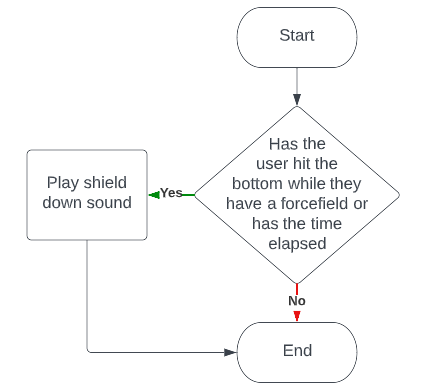 Start
Has the
user hit the
bottom while they
have a forcefield or
has the time
elapsed
Yes
Play shield
down sound
No
End